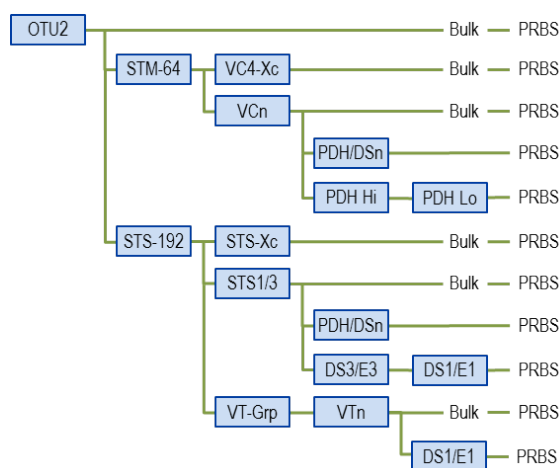 OTU2 Bulk PRBS
STM-64 VC4-Xc Bulk PRBS
VCn Bulk PRBS
PDH/DSn PRBS
PDH Hi PDH Lo PRBS
STS-192 STS-Xc Bulk PRBS
STS1/3 Bulk PRBS
PDH/DSn PRBS
DS3/E3 DS1/E1 PRBS
VT-Grp VTn Bulk PRBS
DS1/E1 PRBS